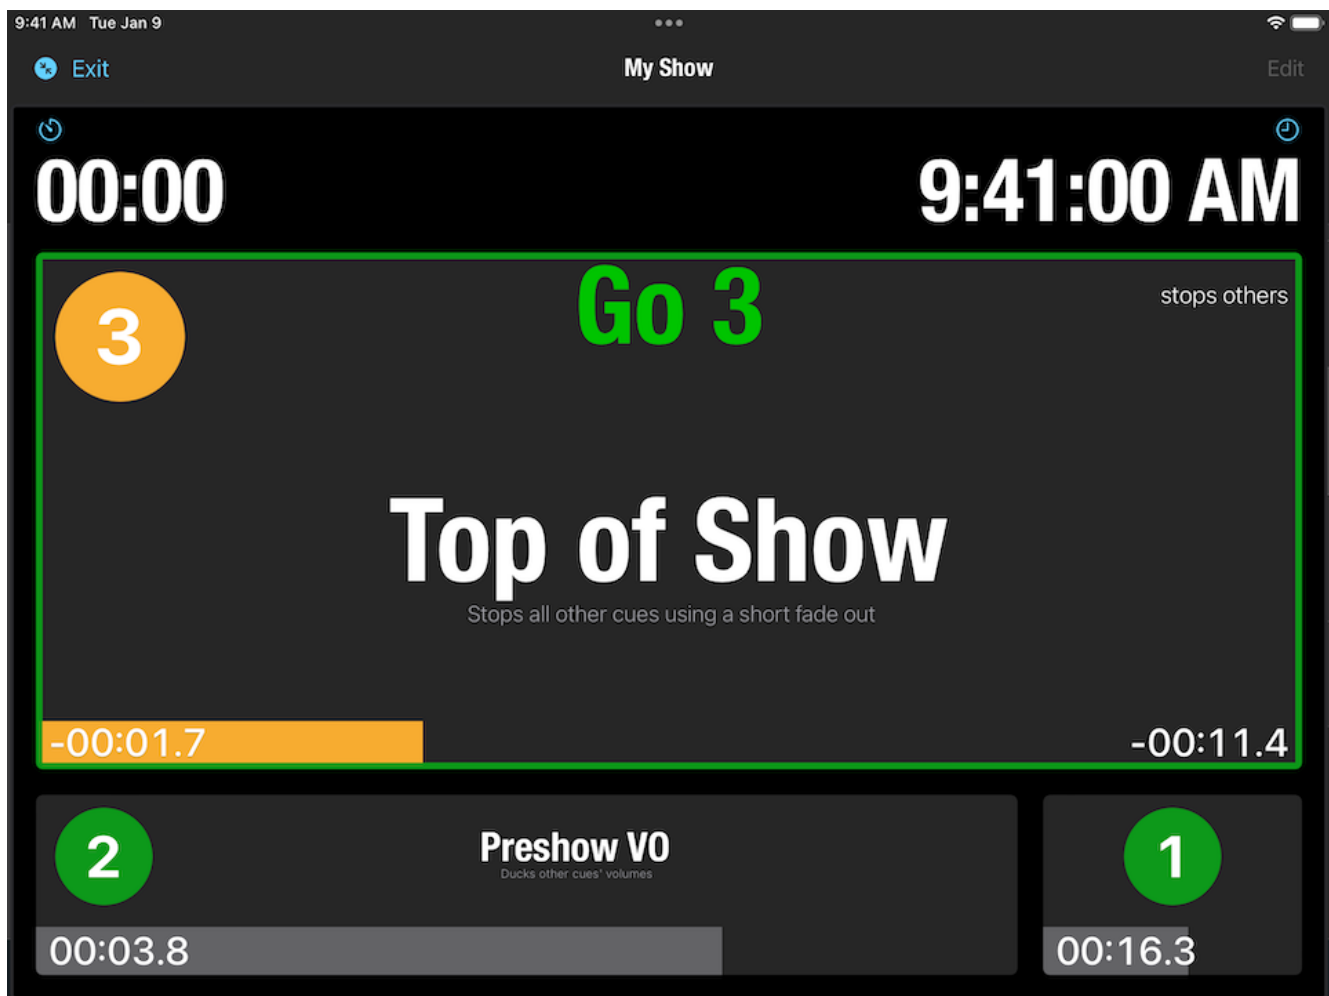 9:41 AM Tue Jan 9
Exit
My Show
Edit
00:00
9:41:00 AM
3
Go 3
stops others
Top of Show
Stops all other cues using a short fade out
-00:01.7
-00:11.4
2
Preshow VO
Ducks other cues' volumes
00:03.8
1
00:16.3